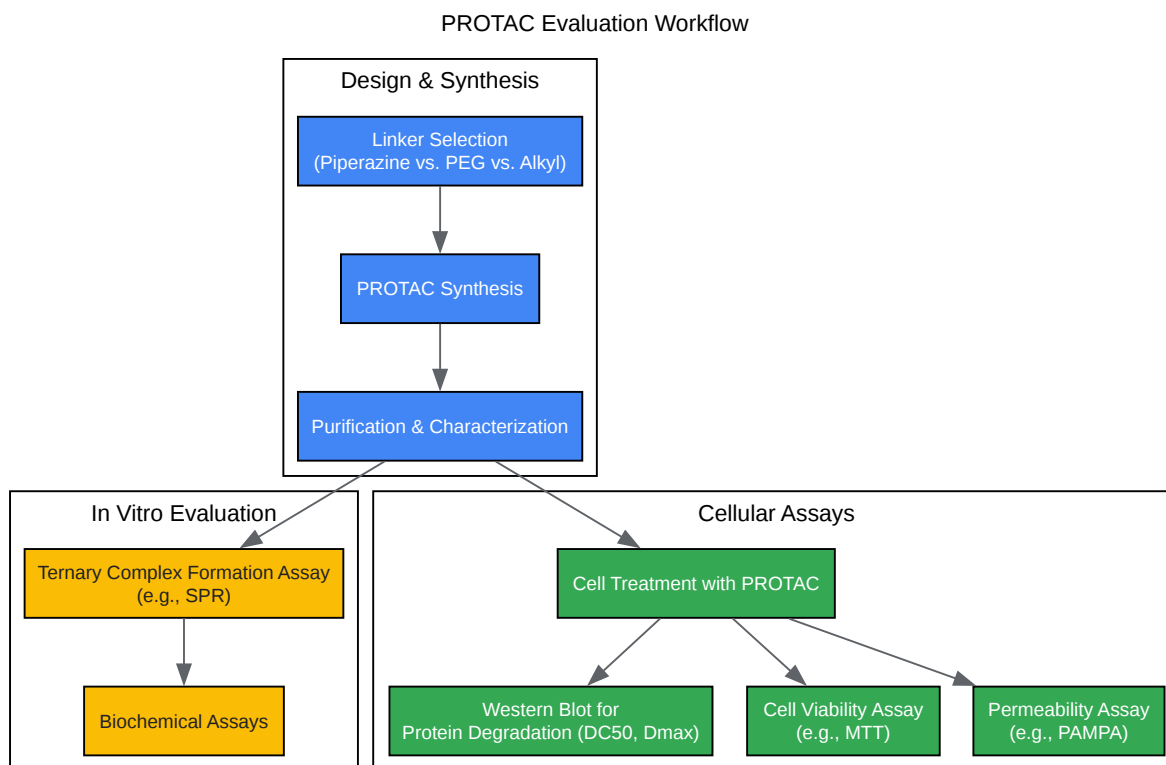 PROTAC Evaluation Workflow
Design & Synthesis
Linker Selection
(Piperazine vs. PEG vs. Alkyl)
PROTAC Synthesis
Purification & Characterization
In Vitro Evaluation
Ternary Complex Formation Assay
(e.g., SPR)
Biochemical Assays
Cellular Assays
Cell Treatment with PROTAC
Western Blot for
Protein Degradation (DC50, Dmax)
Cell Viability Assay
(e.g., MTT)
Permeability Assay
(e.g., PAMPA)